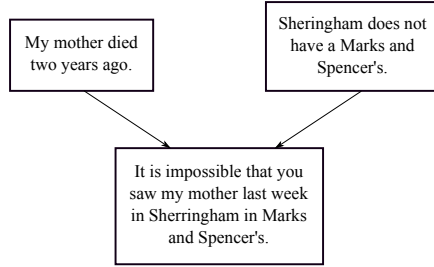 My mother died
two years ago.
Sheringham does not
have a Marks and
Spencer's.
It is impossible that you
saw my mother last week
in Sherringham in Marks
and Spencer's.